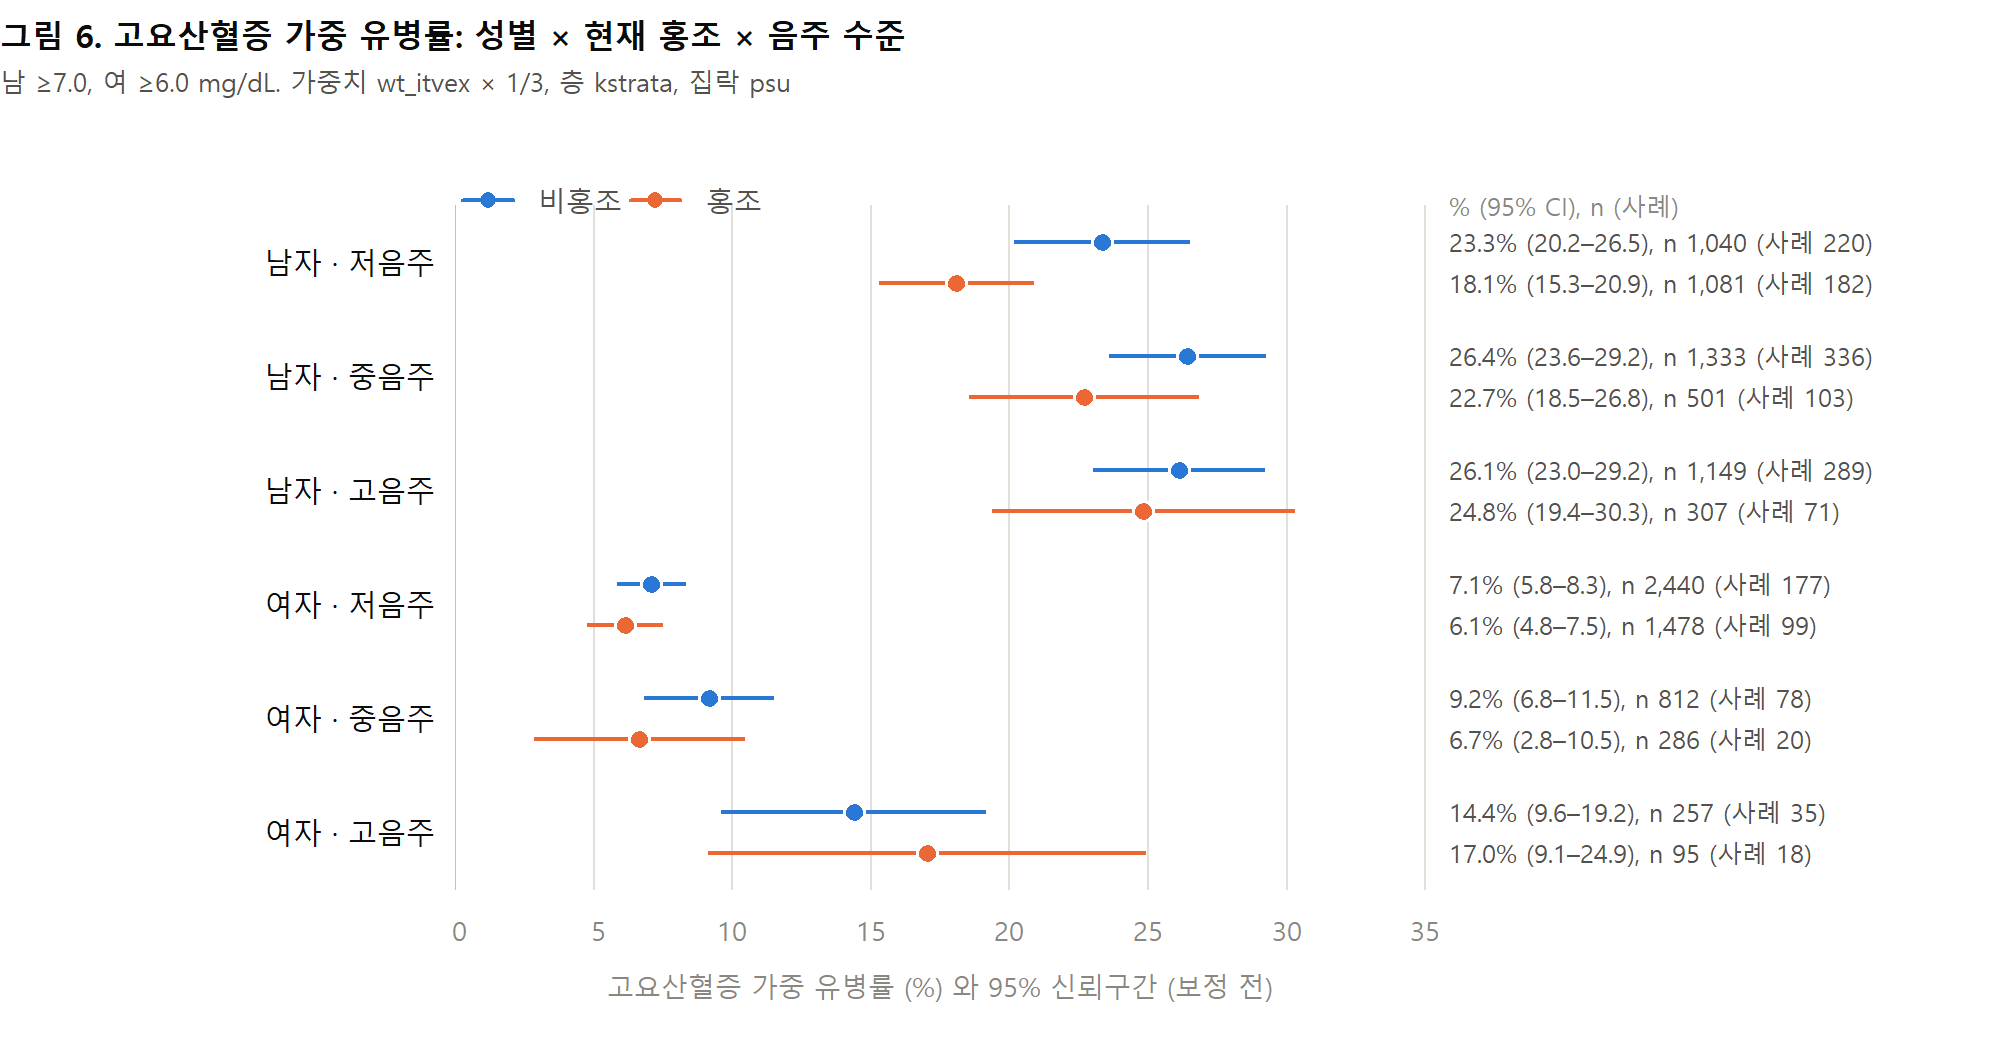 그림 6. 고요산혈증 가중 유병률: 성별 × 현재 홍조 × 음주 수준
남 ≥7.0, 여 ≥6.0 mg/dL. 가중치 wt_itvex × 1/3, 층 kstrata, 집락 psu
비홍조 홍조
% (95% CI), n (사례)
남자 · 저음주
23.3% (20.2–26.5), n 1,040 (사례 220)
18.1% (15.3–20.9), n 1,081 (사례 182)
남자 · 중음주
26.4% (23.6–29.2), n 1,333 (사례 336)
22.7% (18.5–26.8), n 501 (사례 103)
남자 · 고음주
26.1% (23.0–29.2), n 1,149 (사례 289)
24.8% (19.4–30.3), n 307 (사례 71)
여자 · 저음주
7.1% (5.8–8.3), n 2,440 (사례 177)
6.1% (4.8–7.5), n 1,478 (사례 99)
여자 · 중음주
9.2% (6.8–11.5), n 812 (사례 78)
6.7% (2.8–10.5), n 286 (사례 20)
여자 · 고음주
14.4% (9.6–19.2), n 257 (사례 35)
17.0% (9.1–24.9), n 95 (사례 18)
0 5 10 15 20 25 30 35
고요산혈증 가중 유병률 (%) 와 95% 신뢰구간 (보정 전)